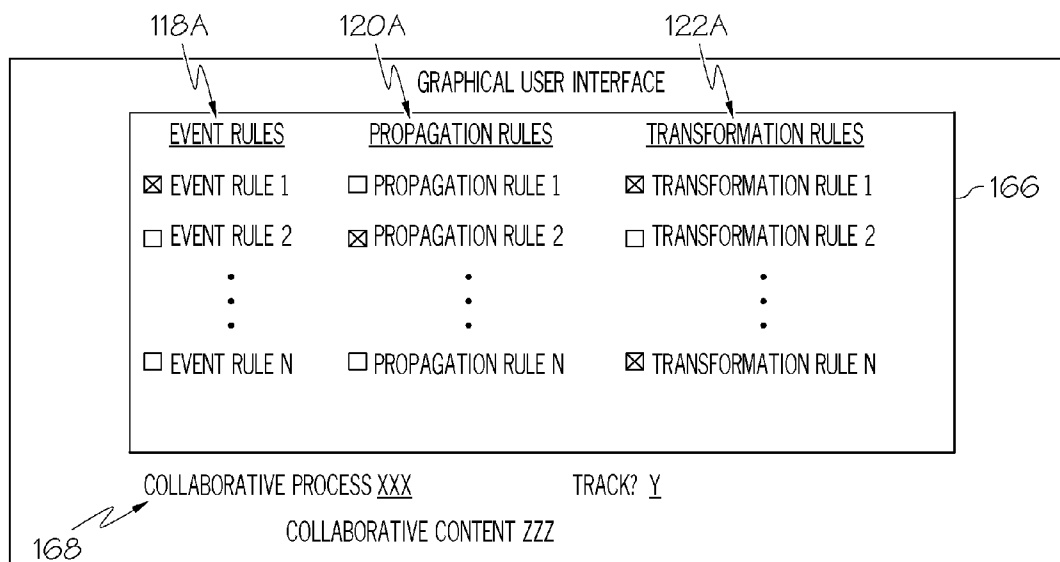 118A 120A 122A
GRAPHICAL USER INTERFACE
EVENT RULES PROPAGATION RULES TRANSFORMATION RULES
EVENT RULE 1 PROPAGATION RULE 1 TRANSFORMATION RULE 1
166
EVENT RULE 2 PROPAGATION RULE 2 TRANSFORMATION RULE 2
EVENT RULE N PROPAGATION RULE N TRANSFORMATION RULE N
COLLABORATIVE PROCESS XXX TRACK? Y
COLLABORATIVE CONTENT ZZZ
168